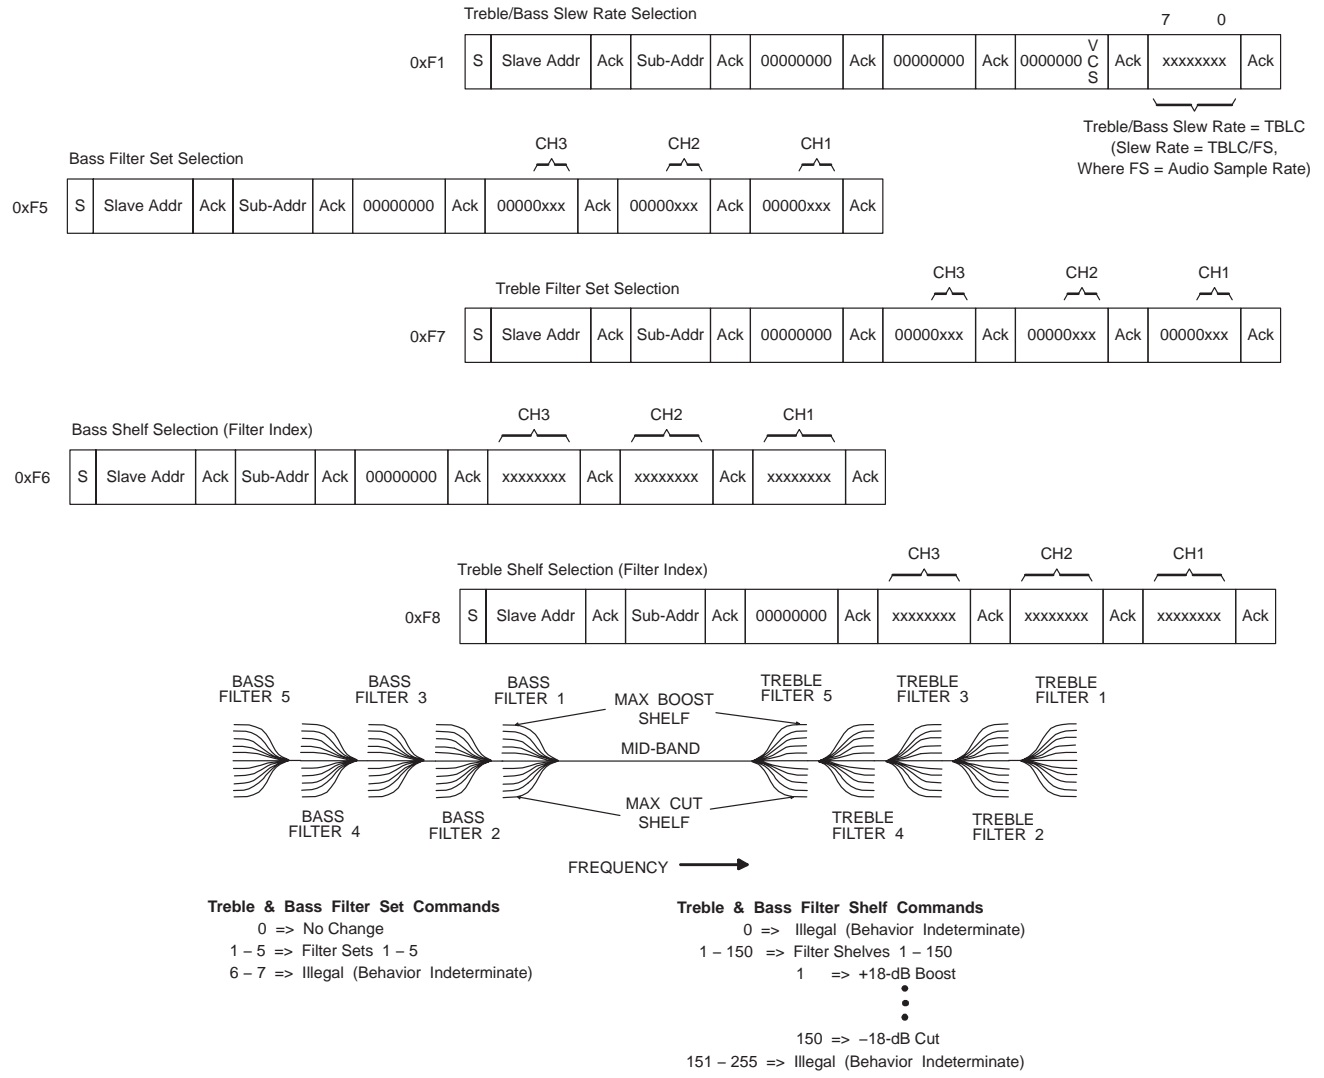 Treble/Bass Slew Rate Selection
7 0
0xF1 S Slave Addr Ack Sub-Addr Ack 00000000 Ack 00000000 Ack 0000000 VCS Ack xxxxxxxx Ack
Treble/Bass Slew Rate = TBLC
(Slew Rate = TBLC/FS,
Where FS = Audio Sample Rate)
Bass Filter Set Selection
CH3 CH2 CH1
0xF5 S Slave Addr Ack Sub-Addr Ack 00000000 Ack 00000xxx Ack 00000xxx Ack 00000xxx Ack
Treble Filter Set Selection
CH3 CH2 CH1
0xF7 S Slave Addr Ack Sub-Addr Ack 00000000 Ack 00000xxx Ack 00000xxx Ack 00000xxx Ack
Bass Shelf Selection (Filter Index)
CH3 CH2 CH1
0xF6 S Slave Addr Ack Sub-Addr Ack 00000000 Ack xxxxxxxx Ack xxxxxxxx Ack xxxxxxxx Ack
Treble Shelf Selection (Filter Index)
CH3 CH2 CH1
0xF8 S Slave Addr Ack Sub-Addr Ack 00000000 Ack xxxxxxxx Ack xxxxxxxx Ack xxxxxxxx Ack
BASS FILTER 5
BASS FILTER 3
BASS FILTER 1
MAX BOOST SHELF
TREBLE FILTER 5
TREBLE FILTER 3
TREBLE FILTER 1
MID-BAND
BASS FILTER 4
BASS FILTER 2
MAX CUT SHELF
TREBLE FILTER 4
TREBLE FILTER 2
FREQUENCY
Treble & Bass Filter Set Commands
0 => No Change
1 – 5 => Filter Sets 1 – 5
6 – 7 => Illegal (Behavior Indeterminate)
Treble & Bass Filter Shelf Commands
0 => Illegal (Behavior Indeterminate)
1 – 150 => Filter Shelves 1 – 150
1 => +18-dB Boost
150 => –18-dB Cut
151 – 255 => Illegal (Behavior Indeterminate)